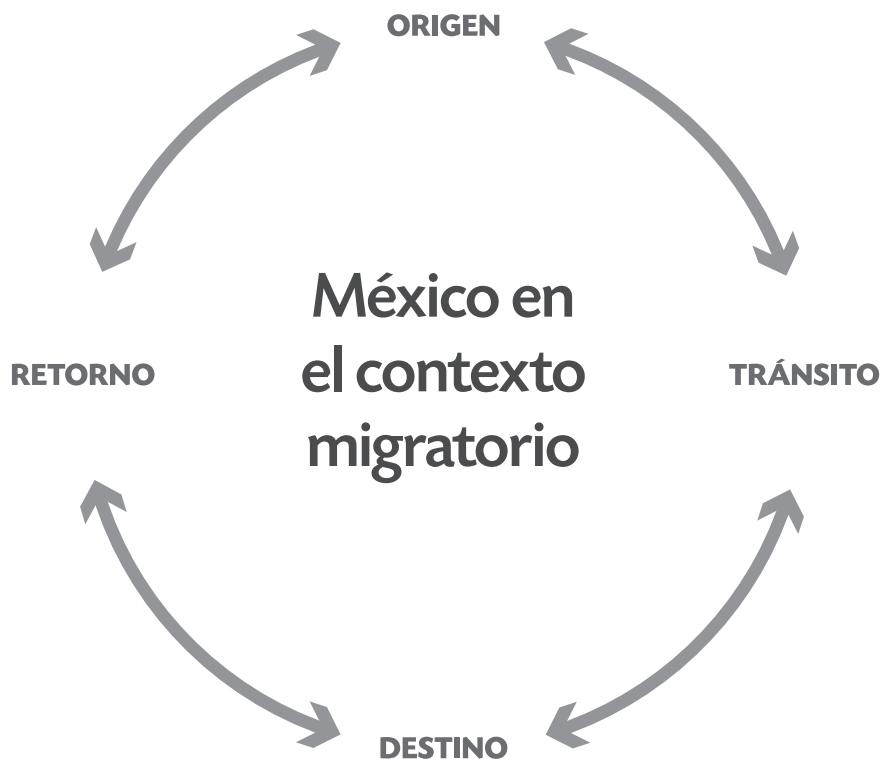 ORIGEN
México en
el contexto
migratorio
RETORNO
TRÁNSITO
DESTINO